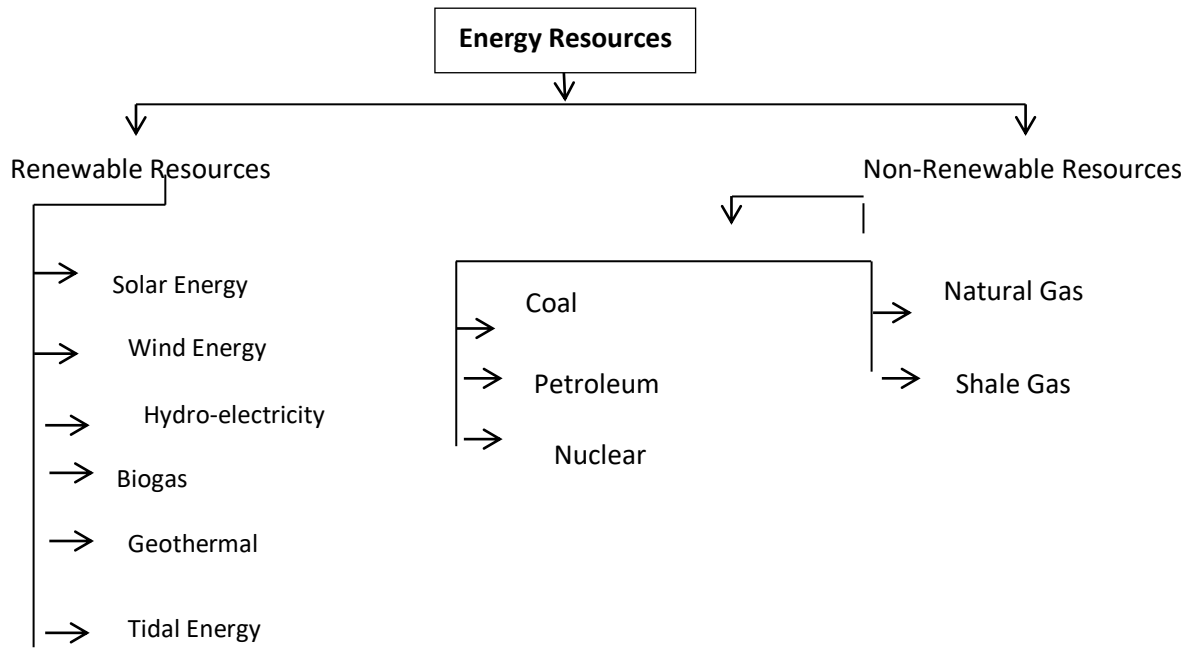 Energy Resources
Renewable Resources
Non-Renewable Resources
Solar Energy
Wind Energy
Hydro-electricity
Biogas
Geothermal
Tidal Energy
Coal
Petroleum
Nuclear
Natural Gas
Shale Gas